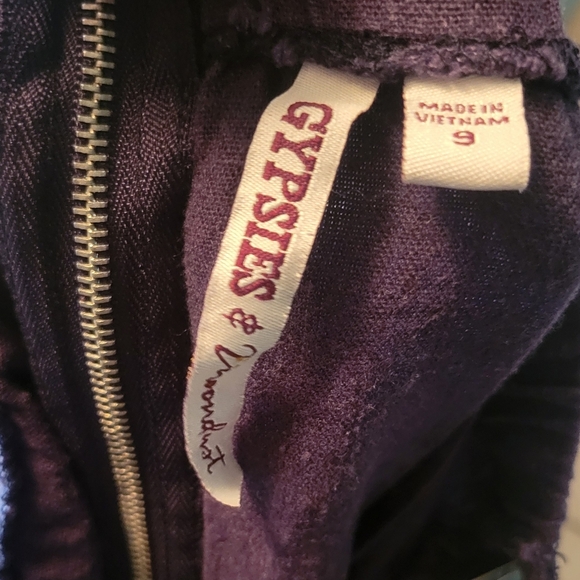 GYPSIES & Moondust
MADE IN
VIETNAM
9